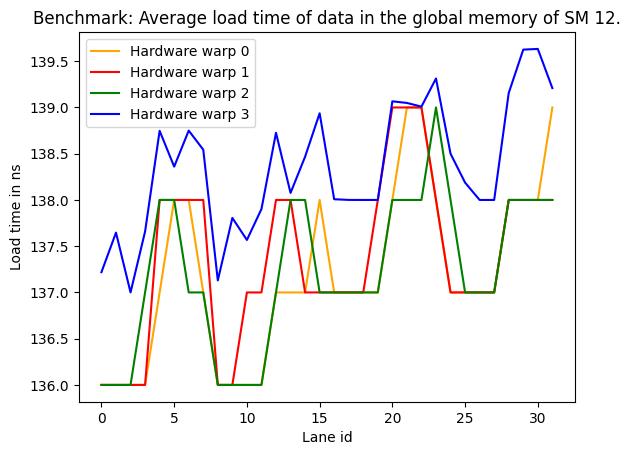 Benchmark: Average load time of data in the global memory of SM 12.
Hardware warp 0
Hardware warp 1
Hardware warp 2
Hardware warp 3
139.5
139.0
138.5
138.0
137.5
137.0
136.5
136.0
Load time in ns
0 5 10 15 20 25 30
Lane id